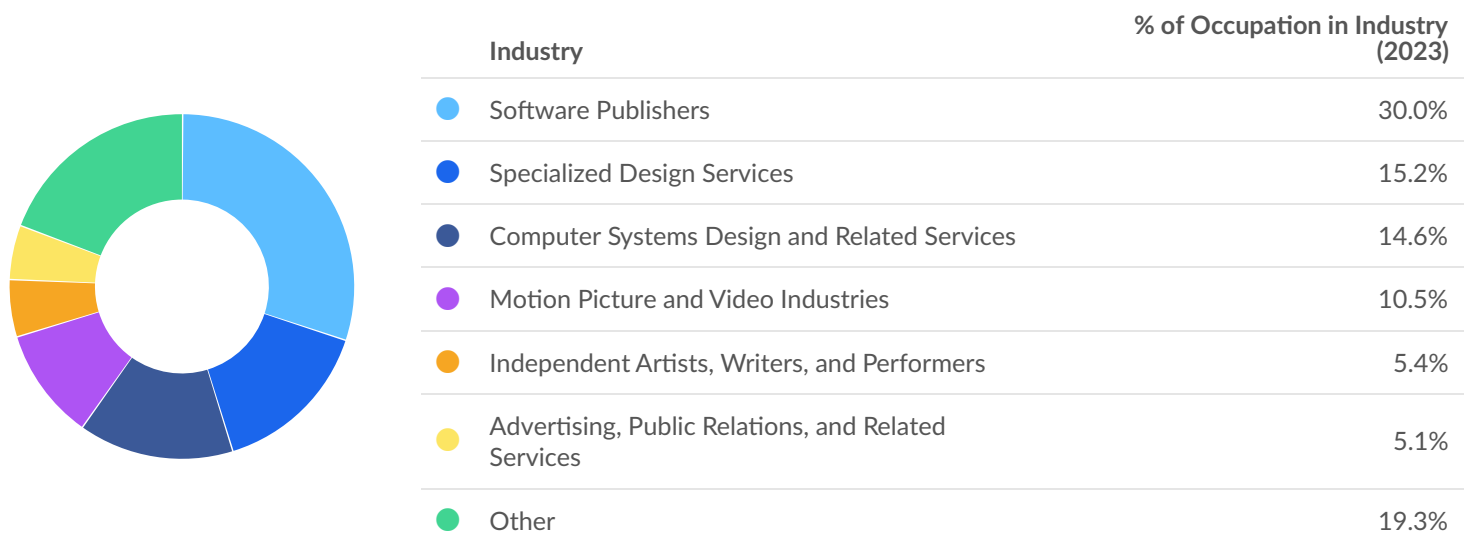 Industry
% of Occupation in Industry
(2023)
Software Publishers
30.0%
Specialized Design Services
15.2%
Computer Systems Design and Related Services
14.6%
Motion Picture and Video Industries
10.5%
Independent Artists, Writers, and Performers
5.4%
Advertising, Public Relations, and Related
Services
5.1%
Other
19.3%